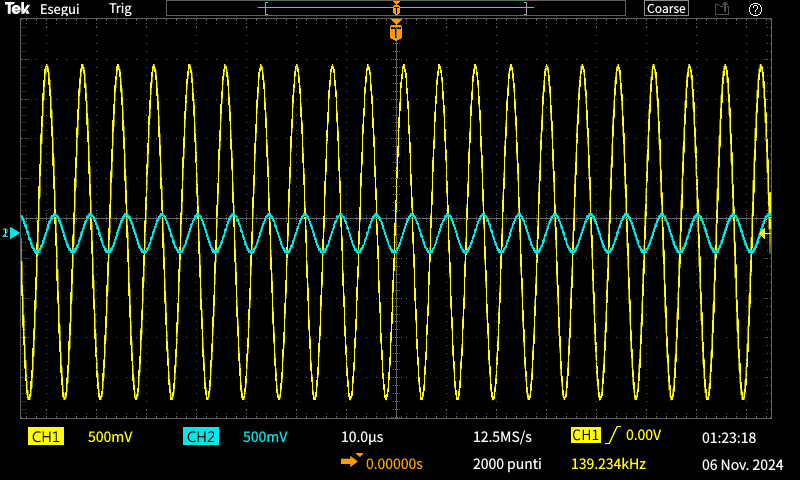 Tek Esegui Trig Coarse ?
T
T
2
CH1 500mV CH2 500mV 10.0µs 12.5MS/s CH1 0.00V 01:23:18
0.00000s 2000 punti 139.234kHz 06 Nov. 2024